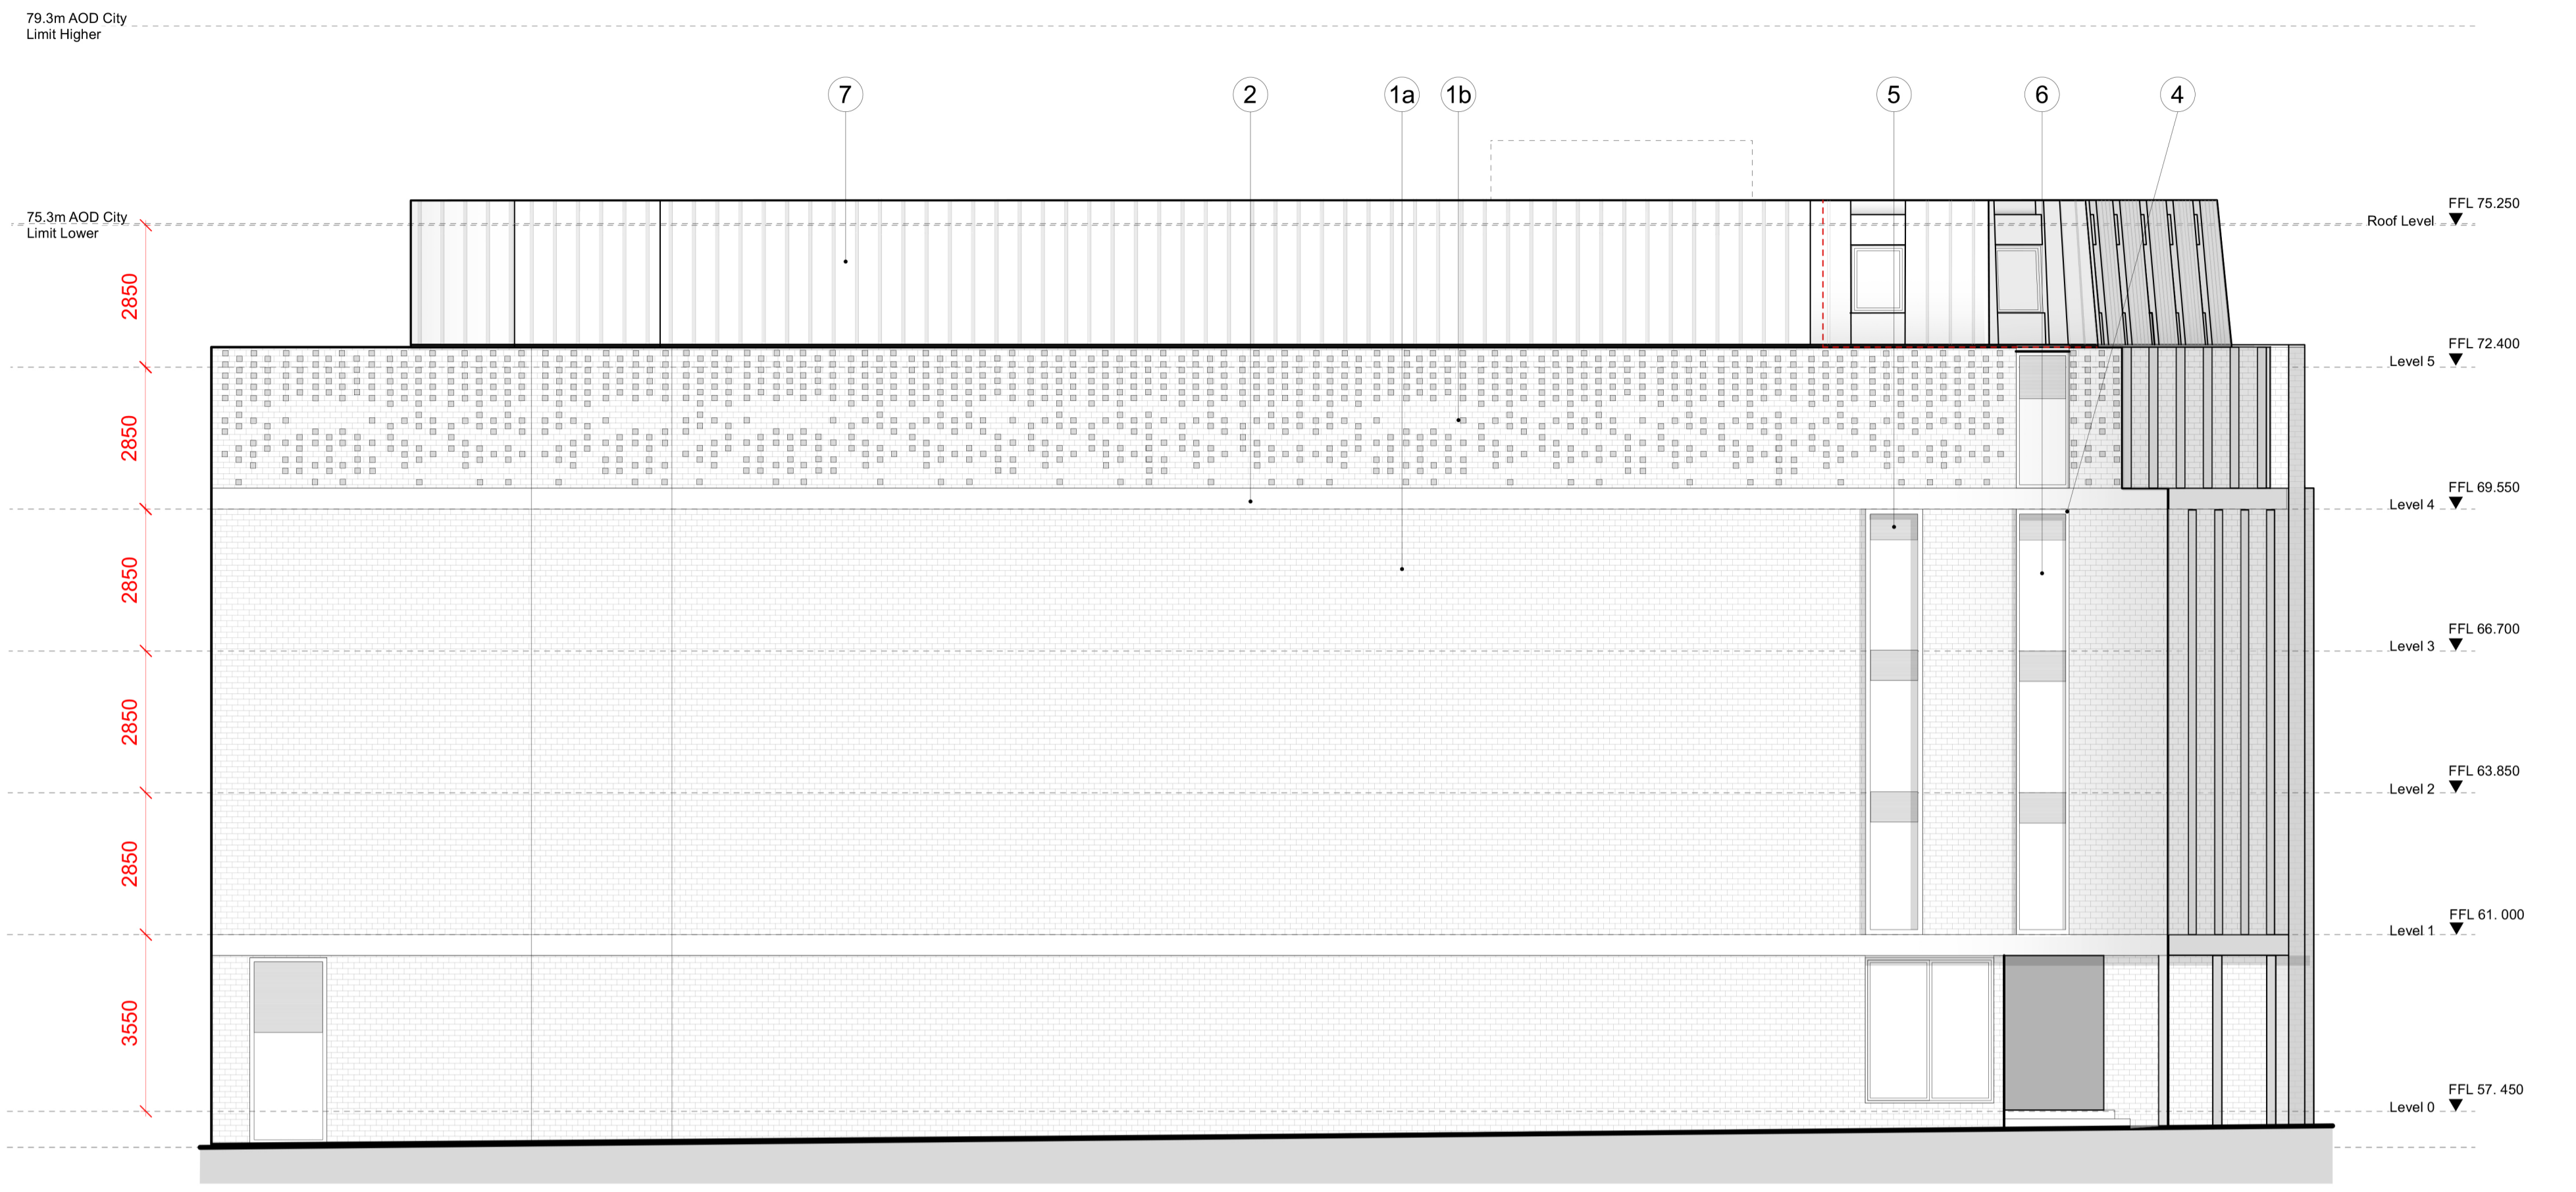 79.3m AOD City
Limit Higher
7
2
1a
1b
5
6
4
75.3m AOD City
Limit Lower
Roof Level
FFL 75.250
2850
Level 5
FFL 72.400
2850
Level 4
FFL 69.550
2850
Level 3
FFL 66.700
2850
Level 2
FFL 63.850
2850
Level 1
FFL 61. 000
3550
Level 0
FFL 57. 450